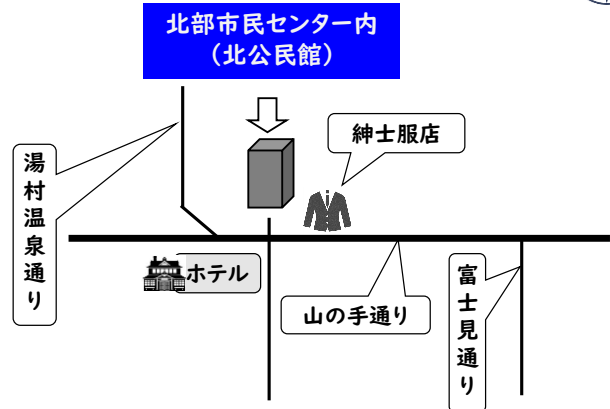 北部市民センター内
（北公民館）
紳士服店
湯村温泉通り
ホテル
山の手通り
富士見通り